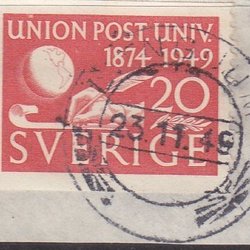 UNION POST. UNIV.
1874 1949
20
23.11.49
SVERIGE